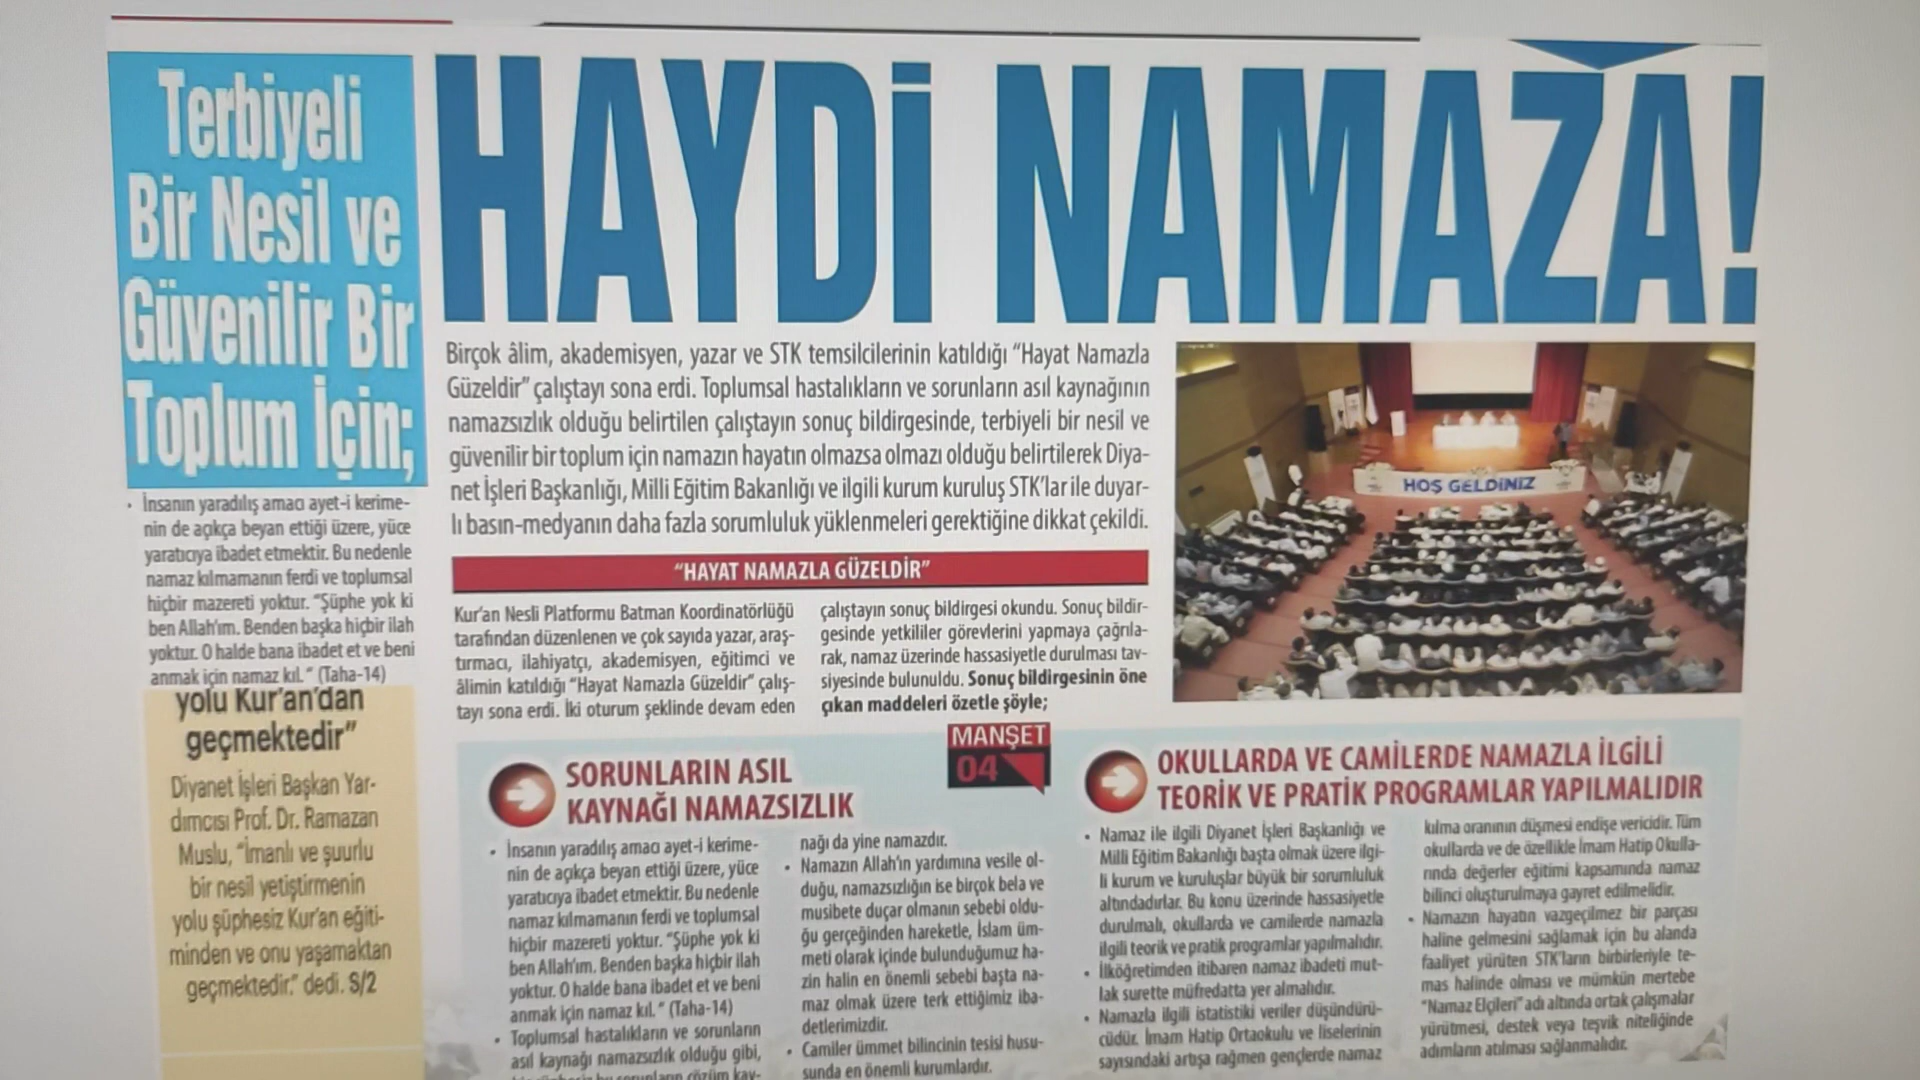 Terbiyeli
Bir Nesil ve
Güvenilir Bir
Toplum İçin;
HAYDİ NAMAZA!
• İnsanın yaradılış amacı ayet-i kerime-
nin de açıkça beyan ettiği üzere, yüce
yaratıcıya ibadet etmektir. Bu nedenle
namaz kılmamanın ferdi ve toplumsal
hiçbir mazereti yoktur. “Şüphe yok ki
ben Allah’ım. Benden başka hiçbir ilah
yoktur. O halde bana ibadet et ve beni
anmak için namaz kıl.“ (Taha-14)
yolu Kur’an’dan
geçmektedir”
Diyanet İşleri Başkan Yar-
dımcısı Prof. Dr. Ramazan
Muslu, “İmanlı ve şuurlu
bir nesil yetiştirmenin
yolu şüphesiz Kur’an eğiti-
minden ve onu yaşamaktan
geçmektedir.” dedi. S/2
Birçok âlim, akademisyen, yazar ve STK temsilcilerinin katıldığı “Hayat Namazla
Güzeldir” çalıştayı sona erdi. Toplumsal hastalıkların ve sorunların asıl kaynağının
namazsızlık olduğu belirtilen çalıştayın sonuç bildirgesinde, terbiyeli bir nesil ve
güvenilir bir toplum için namazın hayatın olmazsa olmazı olduğu belirtilerek Diya-
net İşleri Başkanlığı, Milli Eğitim Bakanlığı ve ilgili kurum kuruluş STK’lar ile duyar-
lı basın-medyanın daha fazla sorumluluk yüklenmeleri gerektiğine dikkat çekildi.
“HAYAT NAMAZLA GÜZELDİR”
Kur’an Nesli Platformu Batman Koordinatörlüğü
tarafından düzenlenen ve çok sayıda yazar, araş-
tırmacı, ilahiyatçı, akademisyen, eğitimci ve
âlimin katıldığı “Hayat Namazla Güzeldir” çalış-
tayı sona erdi. İki oturum şeklinde devam eden
çalıştayın sonuç bildirgesi okundu. Sonuç bildir-
gesinde yetkililer görevlerini yapmaya çağrıla-
rak, namaz üzerinde hassasiyetle durulması tav-
siyesinde bulunuldu. Sonuç bildirgesinin öne
çıkan maddeleri özetle şöyle;
HOŞ GELDİNİZ
MANŞET
04
SORUNLARIN ASIL
KAYNAĞI NAMAZSIZLIK
• İnsanın yaradılış amacı ayet-i kerime-
nin de açıkça beyan ettiği üzere, yüce
yaratıcıya ibadet etmektir. Bu nedenle
namaz kılmamanın ferdi ve toplumsal
hiçbir mazereti yoktur. “Şüphe yok ki
ben Allah’ım. Benden başka hiçbir ilah
yoktur. O halde bana ibadet et ve beni
anmak için namaz kıl.“ (Taha-14)
• Toplumsal hastalıkların ve sorunların
asıl kaynağı namazsızlık olduğu gibi,
bu sorunların çözüm kay-
nağı da yine namazdır.
• Namazın Allah’ın yardımına vesile ol-
duğu, namazsızlığın ise birçok bela ve
musibete duçar olmanın sebebi oldu-
ğu gerçeğinden hareketle, İslam üm-
meti olarak içinde bulunduğumuz ha-
zin halin en önemli sebebi başta na-
maz olmak üzere terk ettiğimiz iba-
detlerimizdir.
• Camiler ümmet bilincinin tesisi husu-
sunda en önemli kurumlardır.
OKULLARDA VE CAMİLERDE NAMAZLA İLGİLİ
TEORİK VE PRATİK PROGRAMLAR YAPILMALIDIR
• Namaz ile ilgili Diyanet İşleri Başkanlığı ve
Milli Eğitim Bakanlığı başta olmak üzere ilgi-
li kurum ve kuruluşlar büyük bir sorumluluk
altındadırlar. Bu konu üzerinde hassasiyetle
durulmalı, okullarda ve camilerde namazla
ilgili teorik ve pratik programlar yapılmalıdır.
• İlköğretimden itibaren namaz ibadeti mut-
lak surette müfredatta yer almalıdır.
• Namazla ilgili istatistiki veriler düşündürü-
cüdür. İmam Hatip Ortaokulu ve liselerinin
sayısındaki artışa rağmen gençlerde namaz
kılma oranının düşmesi endişe vericidir. Tüm
okullarda ve de özellikle İmam Hatip Okulla-
rında değerler eğitimi kapsamında namaz
bilinci oluşturulmaya gayret edilmelidir.
• Namazın hayatın vazgeçilmez bir parçası
haline gelmesini sağlamak için bu alanda
faaliyet yürüten STK’ların birbirleriyle te-
mas halinde olması ve mümkün mertebe
“Namaz Elçileri” adı altında ortak çalışmalar
yürütmesi, destek veya teşvik niteliğinde
adımların atılması sağlanmalıdır.